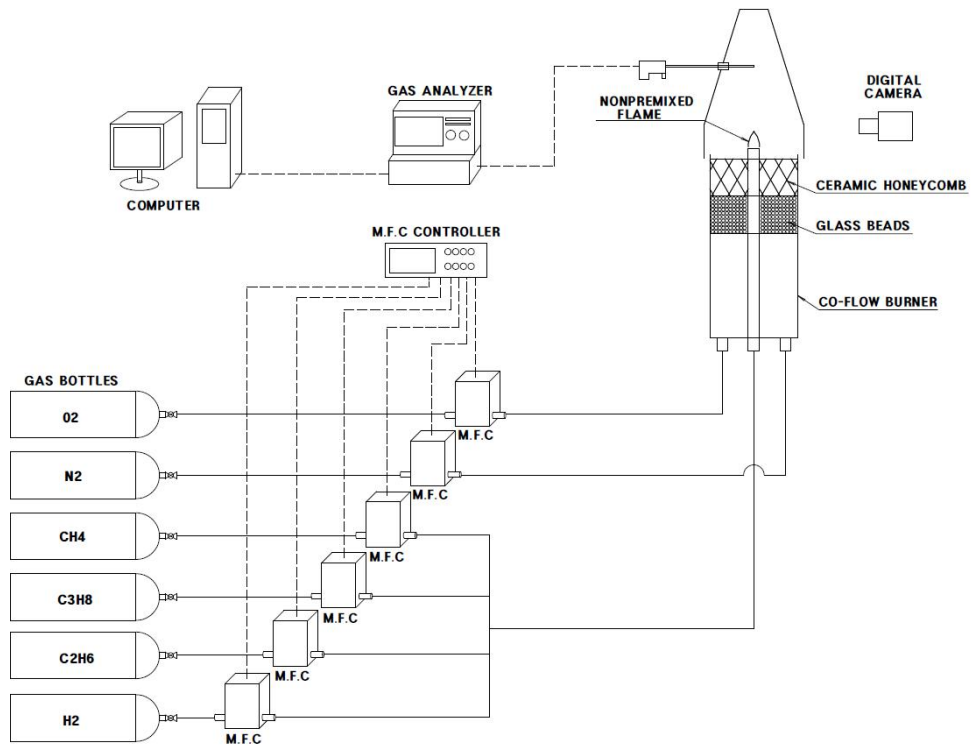 GAS ANALYZER
DIGITAL
CAMERA
NONPREMIXED
FLAME
CERAMIC HONEYCOMB
COMPUTER
GLASS BEADS
M.F.C CONTROLLER
CO-FLOW BURNER
GAS BOTTLES
O2
M.F.C
N2
M.F.C
CH4
M.F.C
C3H8
M.F.C
C2H6
M.F.C
H2
M.F.C